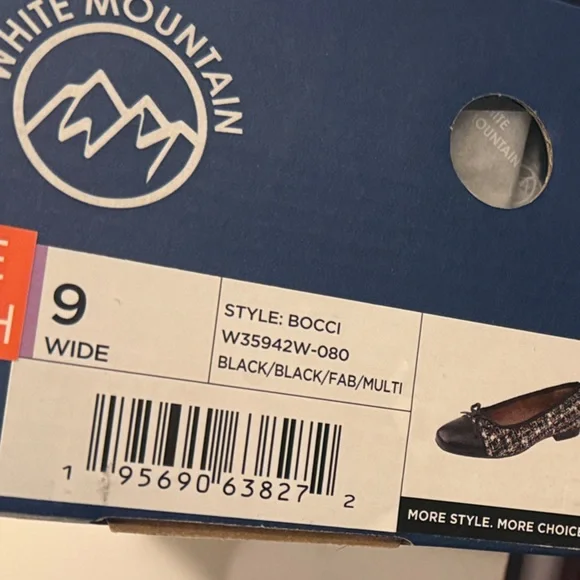 WHITE MOUNTAIN
WHITE
MOUNTAIN
9
WIDE
STYLE: BOCCI
W35942W-080
BLACK/BLACK/FAB/MULTI
1 95690 63827 2
MORE STYLE. MORE CHOICE